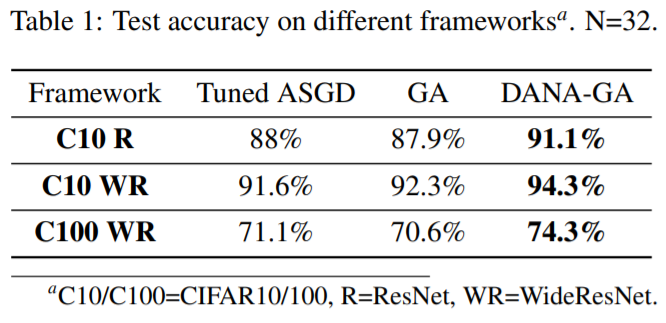 Table 1: Test accuracy on different frameworksᵃ. N=32.
Framework Tuned ASGD GA DANA-GA
C10 R 88% 87.9% 91.1%
C10 WR 91.6% 92.3% 94.3%
C100 WR 71.1% 70.6% 74.3%
ᵃC10/C100=CIFAR10/100, R=ResNet, WR=WideResNet.